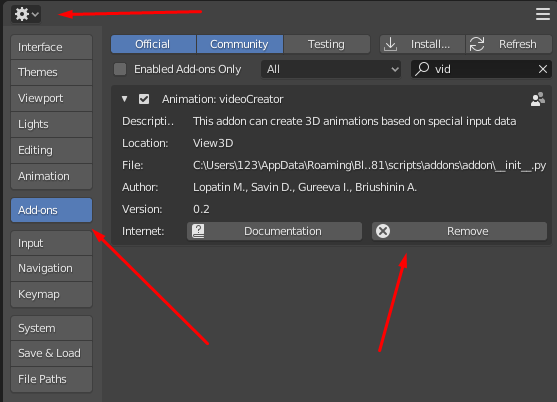 Interface
Themes
Viewport
Lights
Editing
Animation
Add-ons
Input
Navigation
Keymap
System
Save & Load
File Paths
Official Community Testing Install... Refresh
Enabled Add-ons Only All vid
Animation: videoCreator
Descripti.. This addon can create 3D animations based on special input data
Location: View3D
File: C:\Users\123\AppData\Roaming\Bl..81\scripts\addons\addon\__init__.py
Author: Lopatin M., Savin D., Gureeva I., Briushinin A.
Version: 0.2
Internet: Documentation Remove